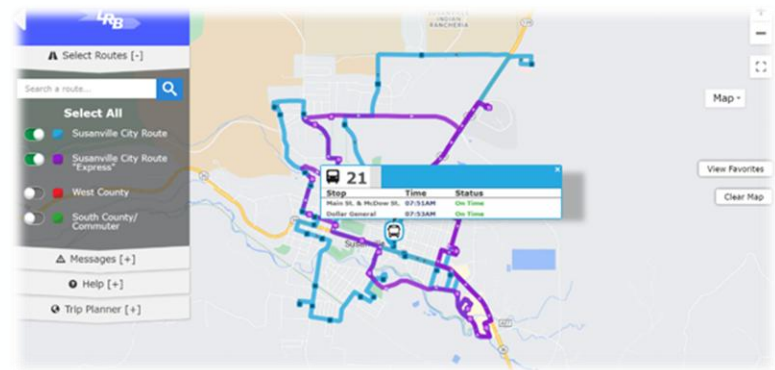 LRB
Select Routes [-]
Search a route...
Select All
Susanville City Route
Susanville City Route
"Express"
West County
South County/
Commuter
Messages [+]
Help [+]
Trip Planner [+]
INDIAN
RANCHERIA
21
Stop Time Status
Main St. & McDow St. 07:51AM On Time
Dollar General 07:53AM On Time
Map
View Favorites
Clear Map